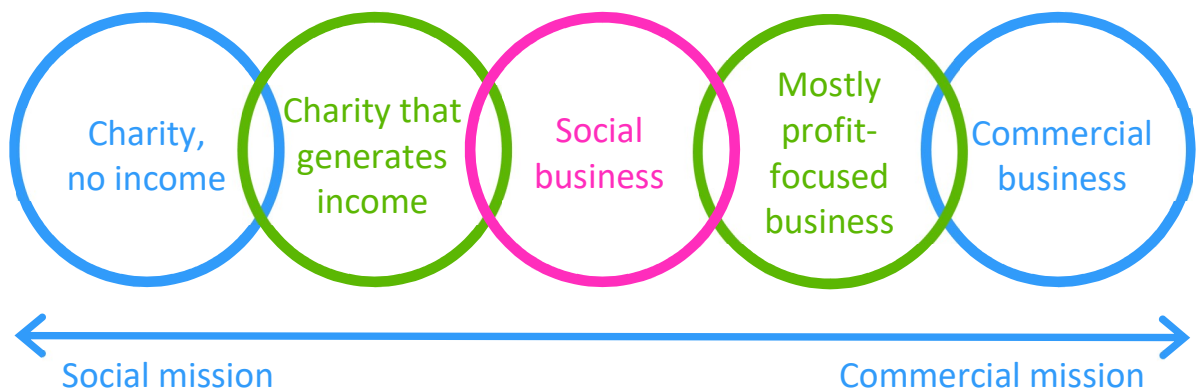 Charity,
no income
Charity that
generates
income
Social
business
Mostly
profit-
focused
business
Commercial
business
Social mission
Commercial mission